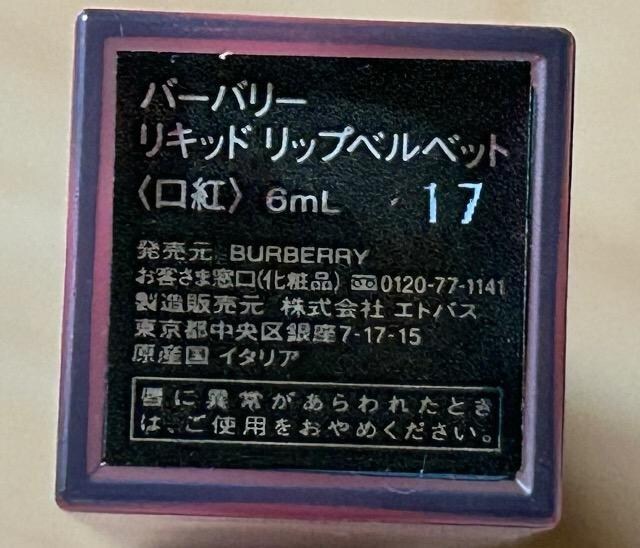 バーバリー
リキッド リップベルベット
〈口紅〉 6mL 17
発売元 BURBERRY
お客さま窓口(化粧品) 0120-77-1141
製造販売元 株式会社 エトバス
東京都中央区銀座7-17-15
原産国 イタリア
唇に異常があらわれたとき
は、ご使用をおやめください。